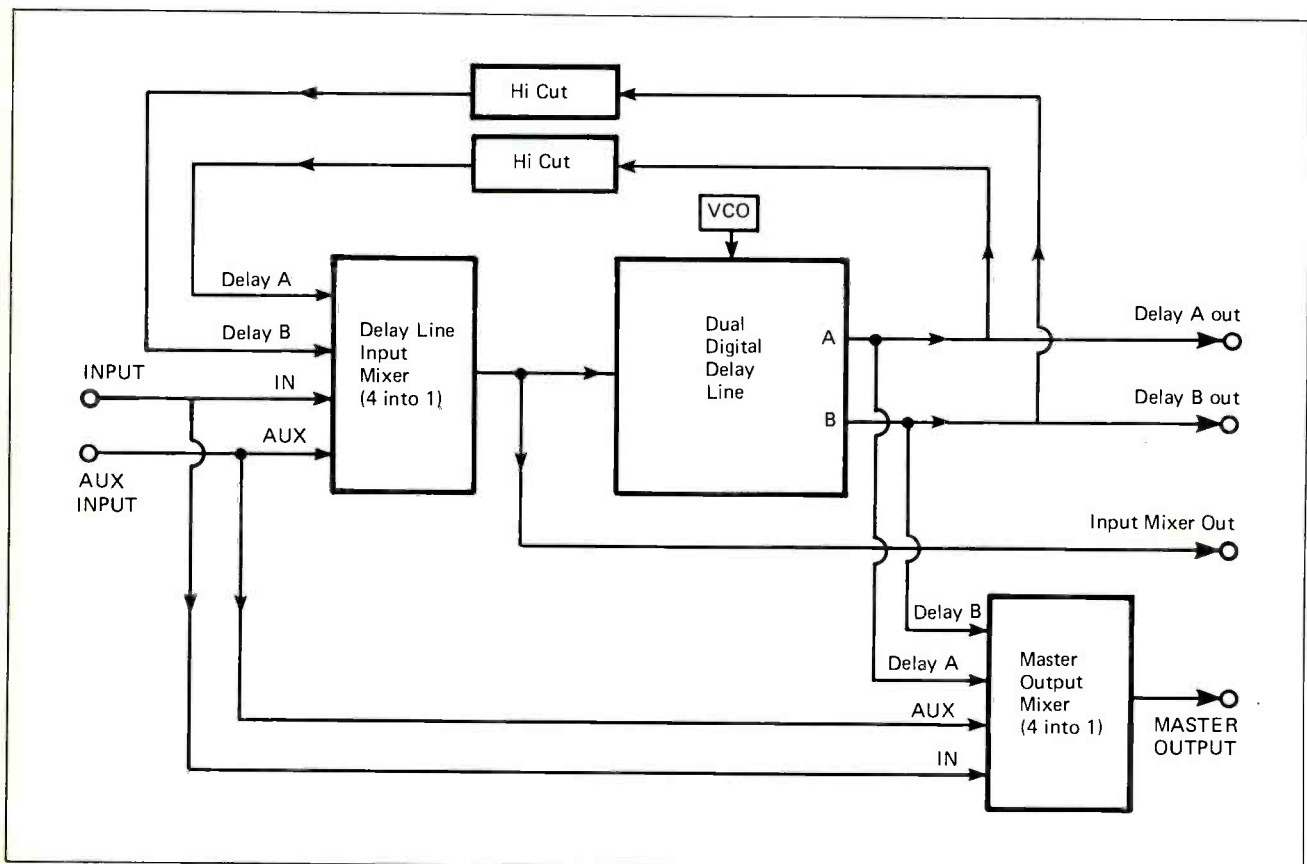 Hi Cut
Hi Cut
VCO
Delay A
Delay B
INPUT
IN
AUX
AUX
INPUT
Delay Line
Input
Mixer
(4 into 1)
Dual
Digital
Delay
Line
A
B
Delay A out
Delay B out
Input Mixer Out
Delay B
Delay A
AUX
IN
Master
Output
Mixer
(4 into 1)
MASTER
OUTPUT